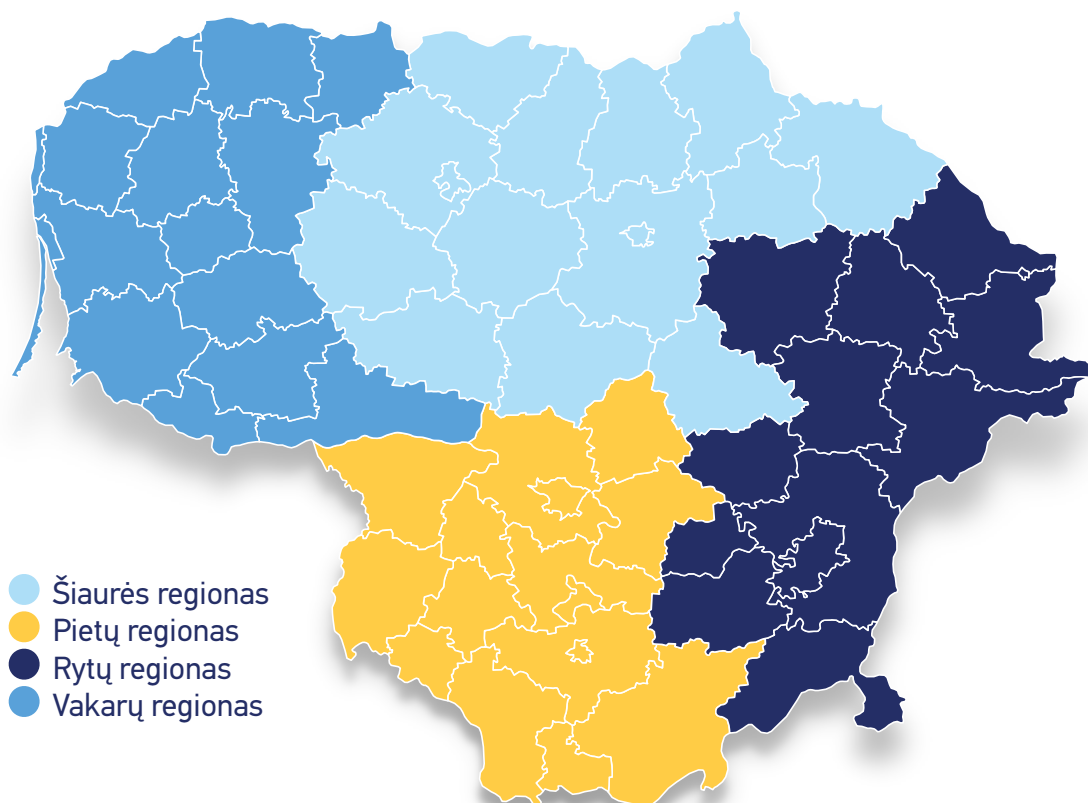 Šiaurės regionas
Pietų regionas
Rytų regionas
Vakarų regionas